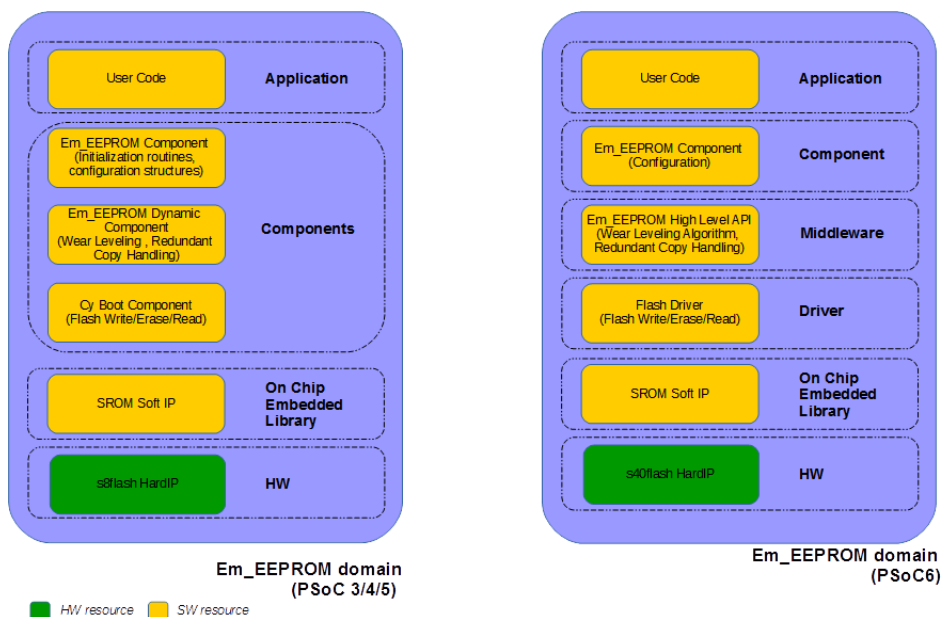 User Code
Application
Em_EEPROM Component
(Initialization routines,
configuration structures)
Em_EEPROM Dynamic
Component
(Wear Leveling , Redundant
Copy Handling)
Components
Cy Boot Component
(Flash Write/Erase/Read)
SROM Soft IP
On Chip
Embedded
Library
s8flash HardIP
HW
Em_EEPROM domain
(PSoC 3/4/5)
User Code
Application
Em_EEPROM Component
(Configuration)
Component
Em_EEPROM High Level API
(Wear Leveling Algorithm,
Redundant Copy Handling)
Middleware
Flash Driver
(Flash Write/Erase/Read)
Driver
SROM Soft IP
On Chip
Embedded
Library
s40flash HardIP
HW
Em_EEPROM domain
(PSoC6)
HW resource
SW resource